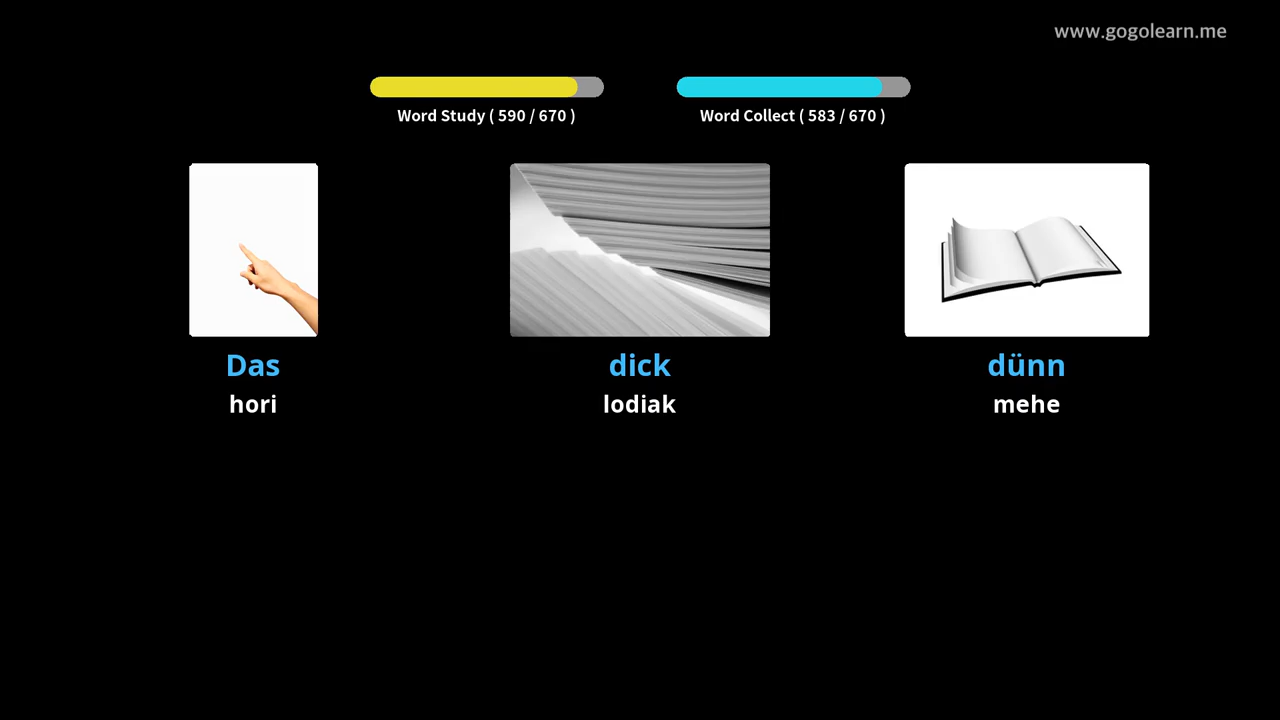 www.gogolearn.me
Word Study ( 590 / 670 )
Word Collect ( 583 / 670 )
Das
dick
dünn
hori
lodiak
mehe